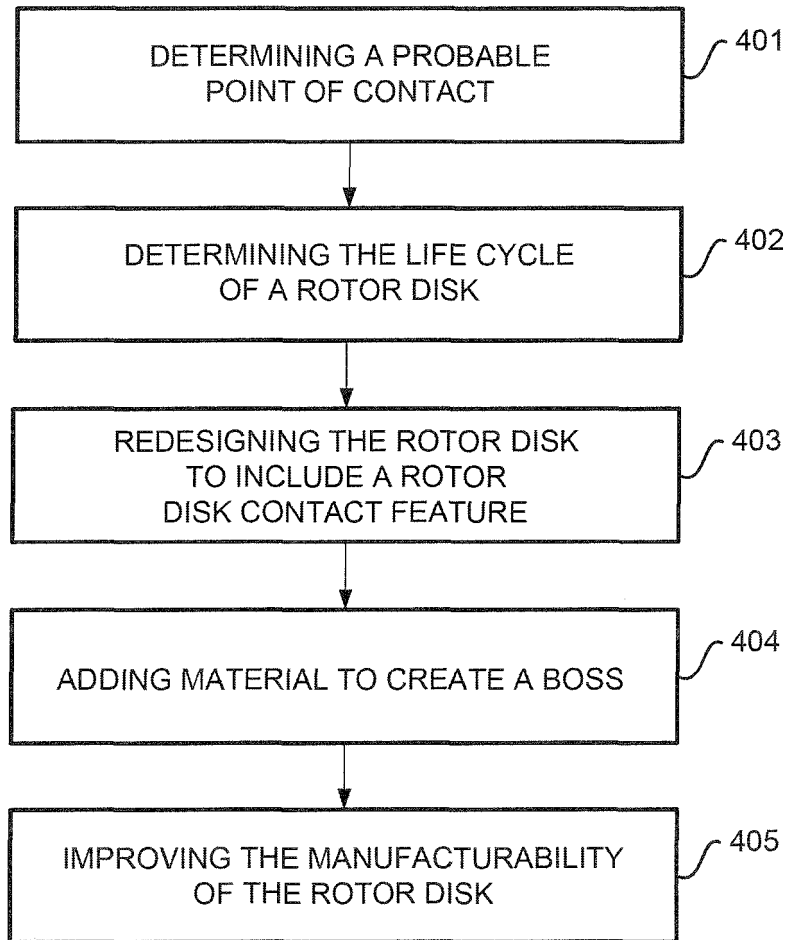 DETERMINING A PROBABLE
POINT OF CONTACT
401
DETERMINING THE LIFE CYCLE
OF A ROTOR DISK
402
REDESIGNING THE ROTOR DISK
TO INCLUDE A ROTOR
DISK CONTACT FEATURE
403
ADDING MATERIAL TO CREATE A BOSS
404
IMPROVING THE MANUFACTURABILITY
OF THE ROTOR DISK
405